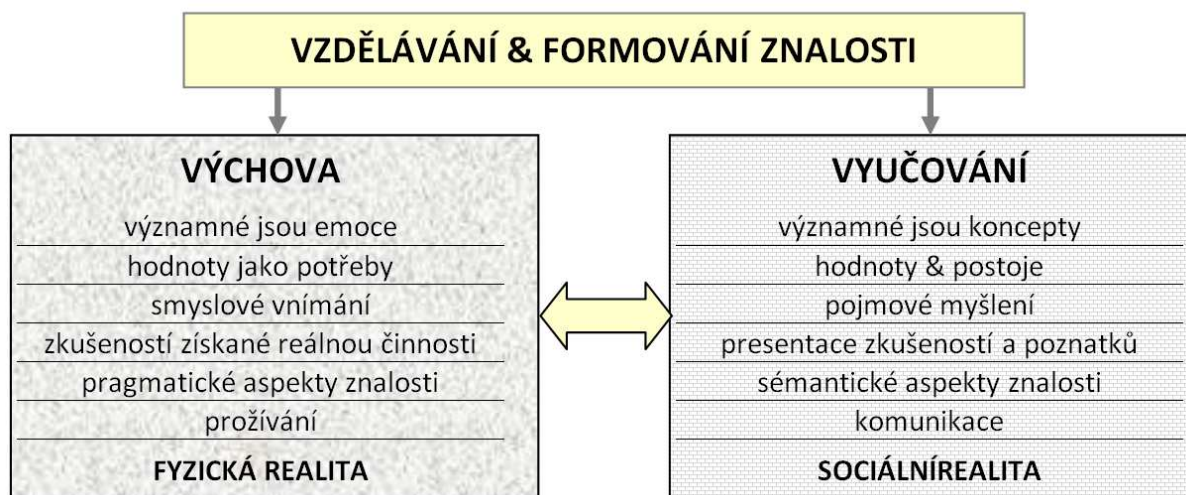 VZDĚLÁVÁNÍ & FORMOVÁNÍ ZNALOSTI
VÝCHOVA
významné jsou emoce
hodnoty jako potřeby
smyslové vnímání
zkušeností získané reálnou činnosti
pragmatické aspekty znalosti
prožívání
FYZICKÁ REALITA
VYUČOVÁNÍ
významné jsou koncepty
hodnoty & postoje
pojmové myšlení
presentace zkušeností a poznatků
sémantické aspekty znalosti
komunikace
SOCIÁLNÍREALITA